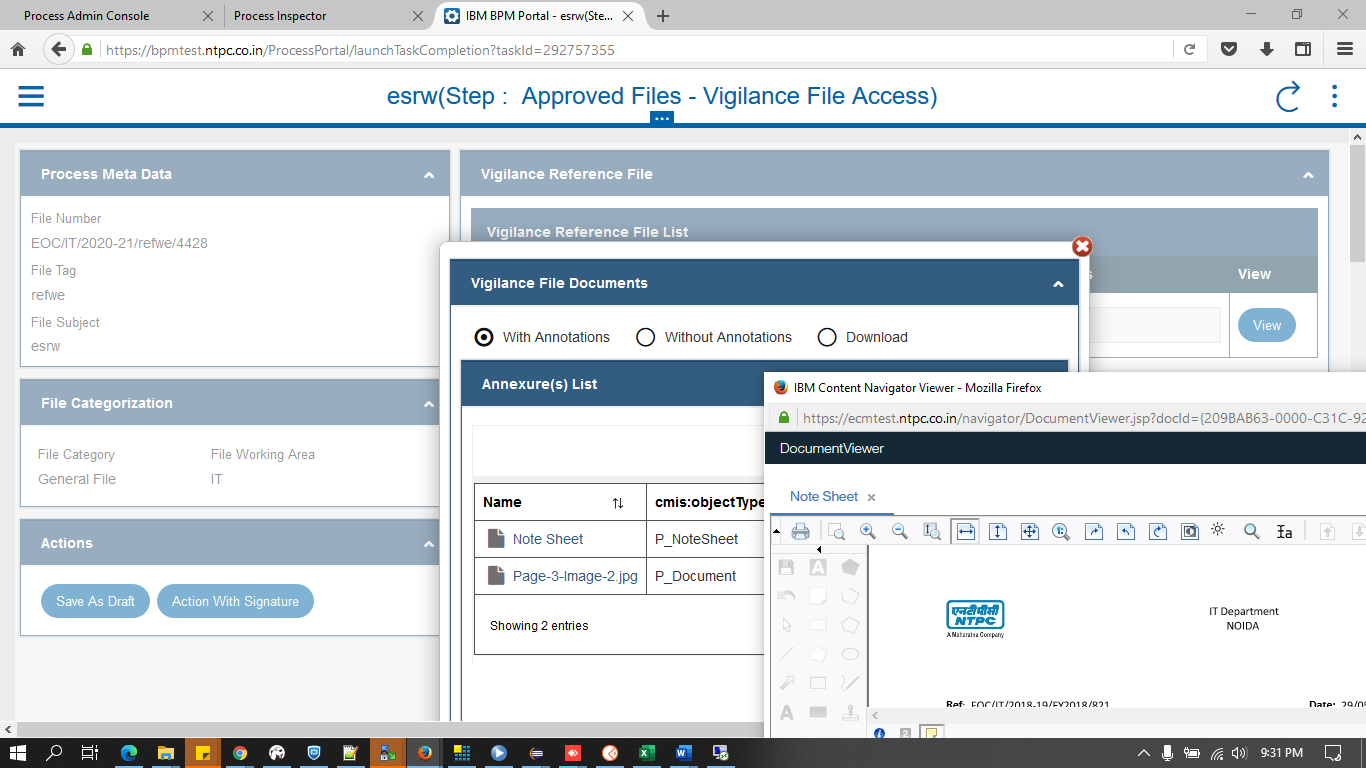 Process Admin Console
Process Inspector
IBM BPM Portal - esrw(Ste...
https://bpmtest.ntpc.co.in/ProcessPortal/launchTaskCompletion?taskId=292757355
esrw(Step : Approved Files - Vigilance File Access)
Process Meta Data
File Number
EOC/IT/2020-21/refwe/4428
File Tag
refwe
File Subject
esrw
File Categorization
File Category File Working Area
General File IT
Actions
Save As Draft Action With Signature
Vigilance Reference File
Vigilance Reference File List
View
View
Vigilance File Documents
With Annotations Without Annotations Download
Annexure(s) List
Name cmis:objectType
Note Sheet P_NoteSheet
Page-3-Image-2.jpg P_Document
Showing 2 entries
IBM Content Navigator Viewer - Mozilla Firefox
https://ecmtest.ntpc.co.in/navigator/DocumentViewer.jsp?docId={209BAB63-0000-C31C-92
DocumentViewer
Note Sheet
एनटीपीसी
NTPC
A Maharatna Company
IT Department
NOIDA
Ref: EOC/IT/2018-19/FY2018/821
Date: 29/05
9:31 PM